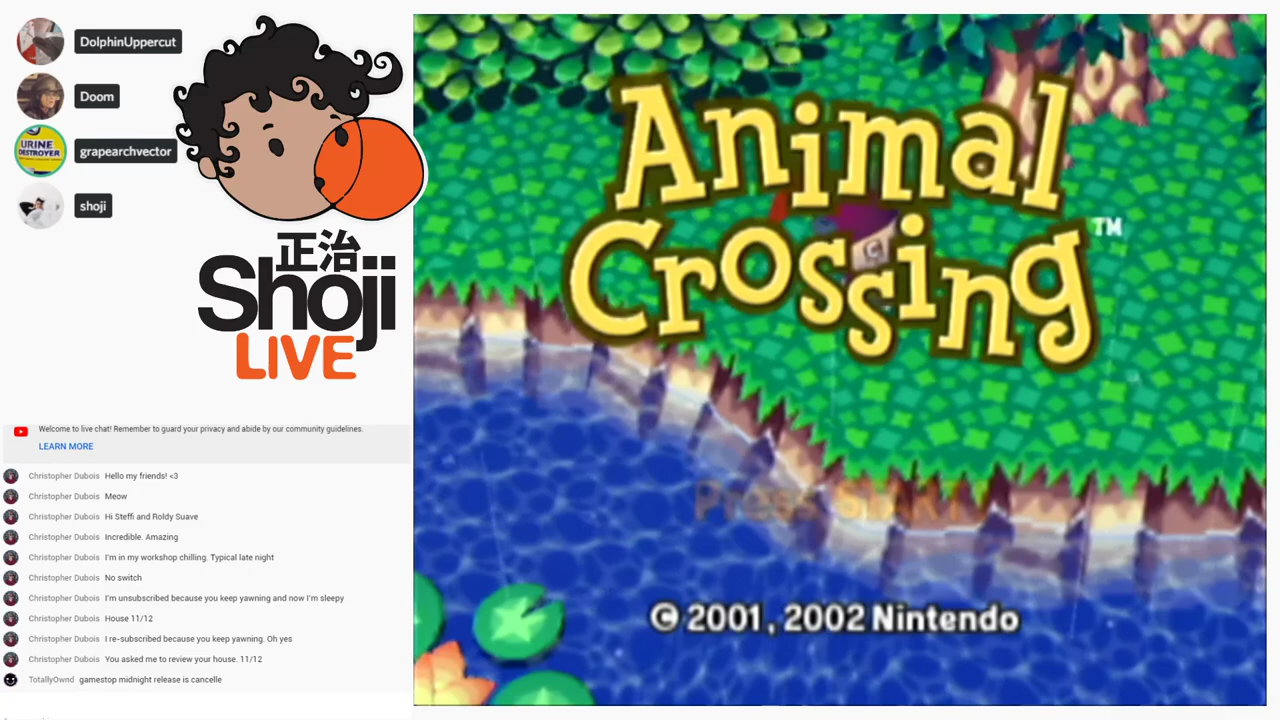 DolphinUppercut
Doom
URINE
DESTROYER
grapearchvector
shoji
正治
Shoji
LIVE
Welcome to live chat! Remember to guard your privacy and abide by our community guidelines.
LEARN MORE
Christopher Dubois Hello my friends! <3
Christopher Dubois Meow
Christopher Dubois Hi Steffi and Roldy Suave
Christopher Dubois Incredible. Amazing
Christopher Dubois I'm in my workshop chilling. Typical late night
Christopher Dubois No switch
Christopher Dubois I'm unsubscribed because you keep yawning and now I'm sleepy
Christopher Dubois House 11/12
Christopher Dubois I re-subscribed because you keep yawning. Oh yes
Christopher Dubois You asked me to review your house. 11/12
TotallyOwnd gamestop midnight release is cancelle
Animal
Crossing™
Press START
© 2001, 2002 Nintendo